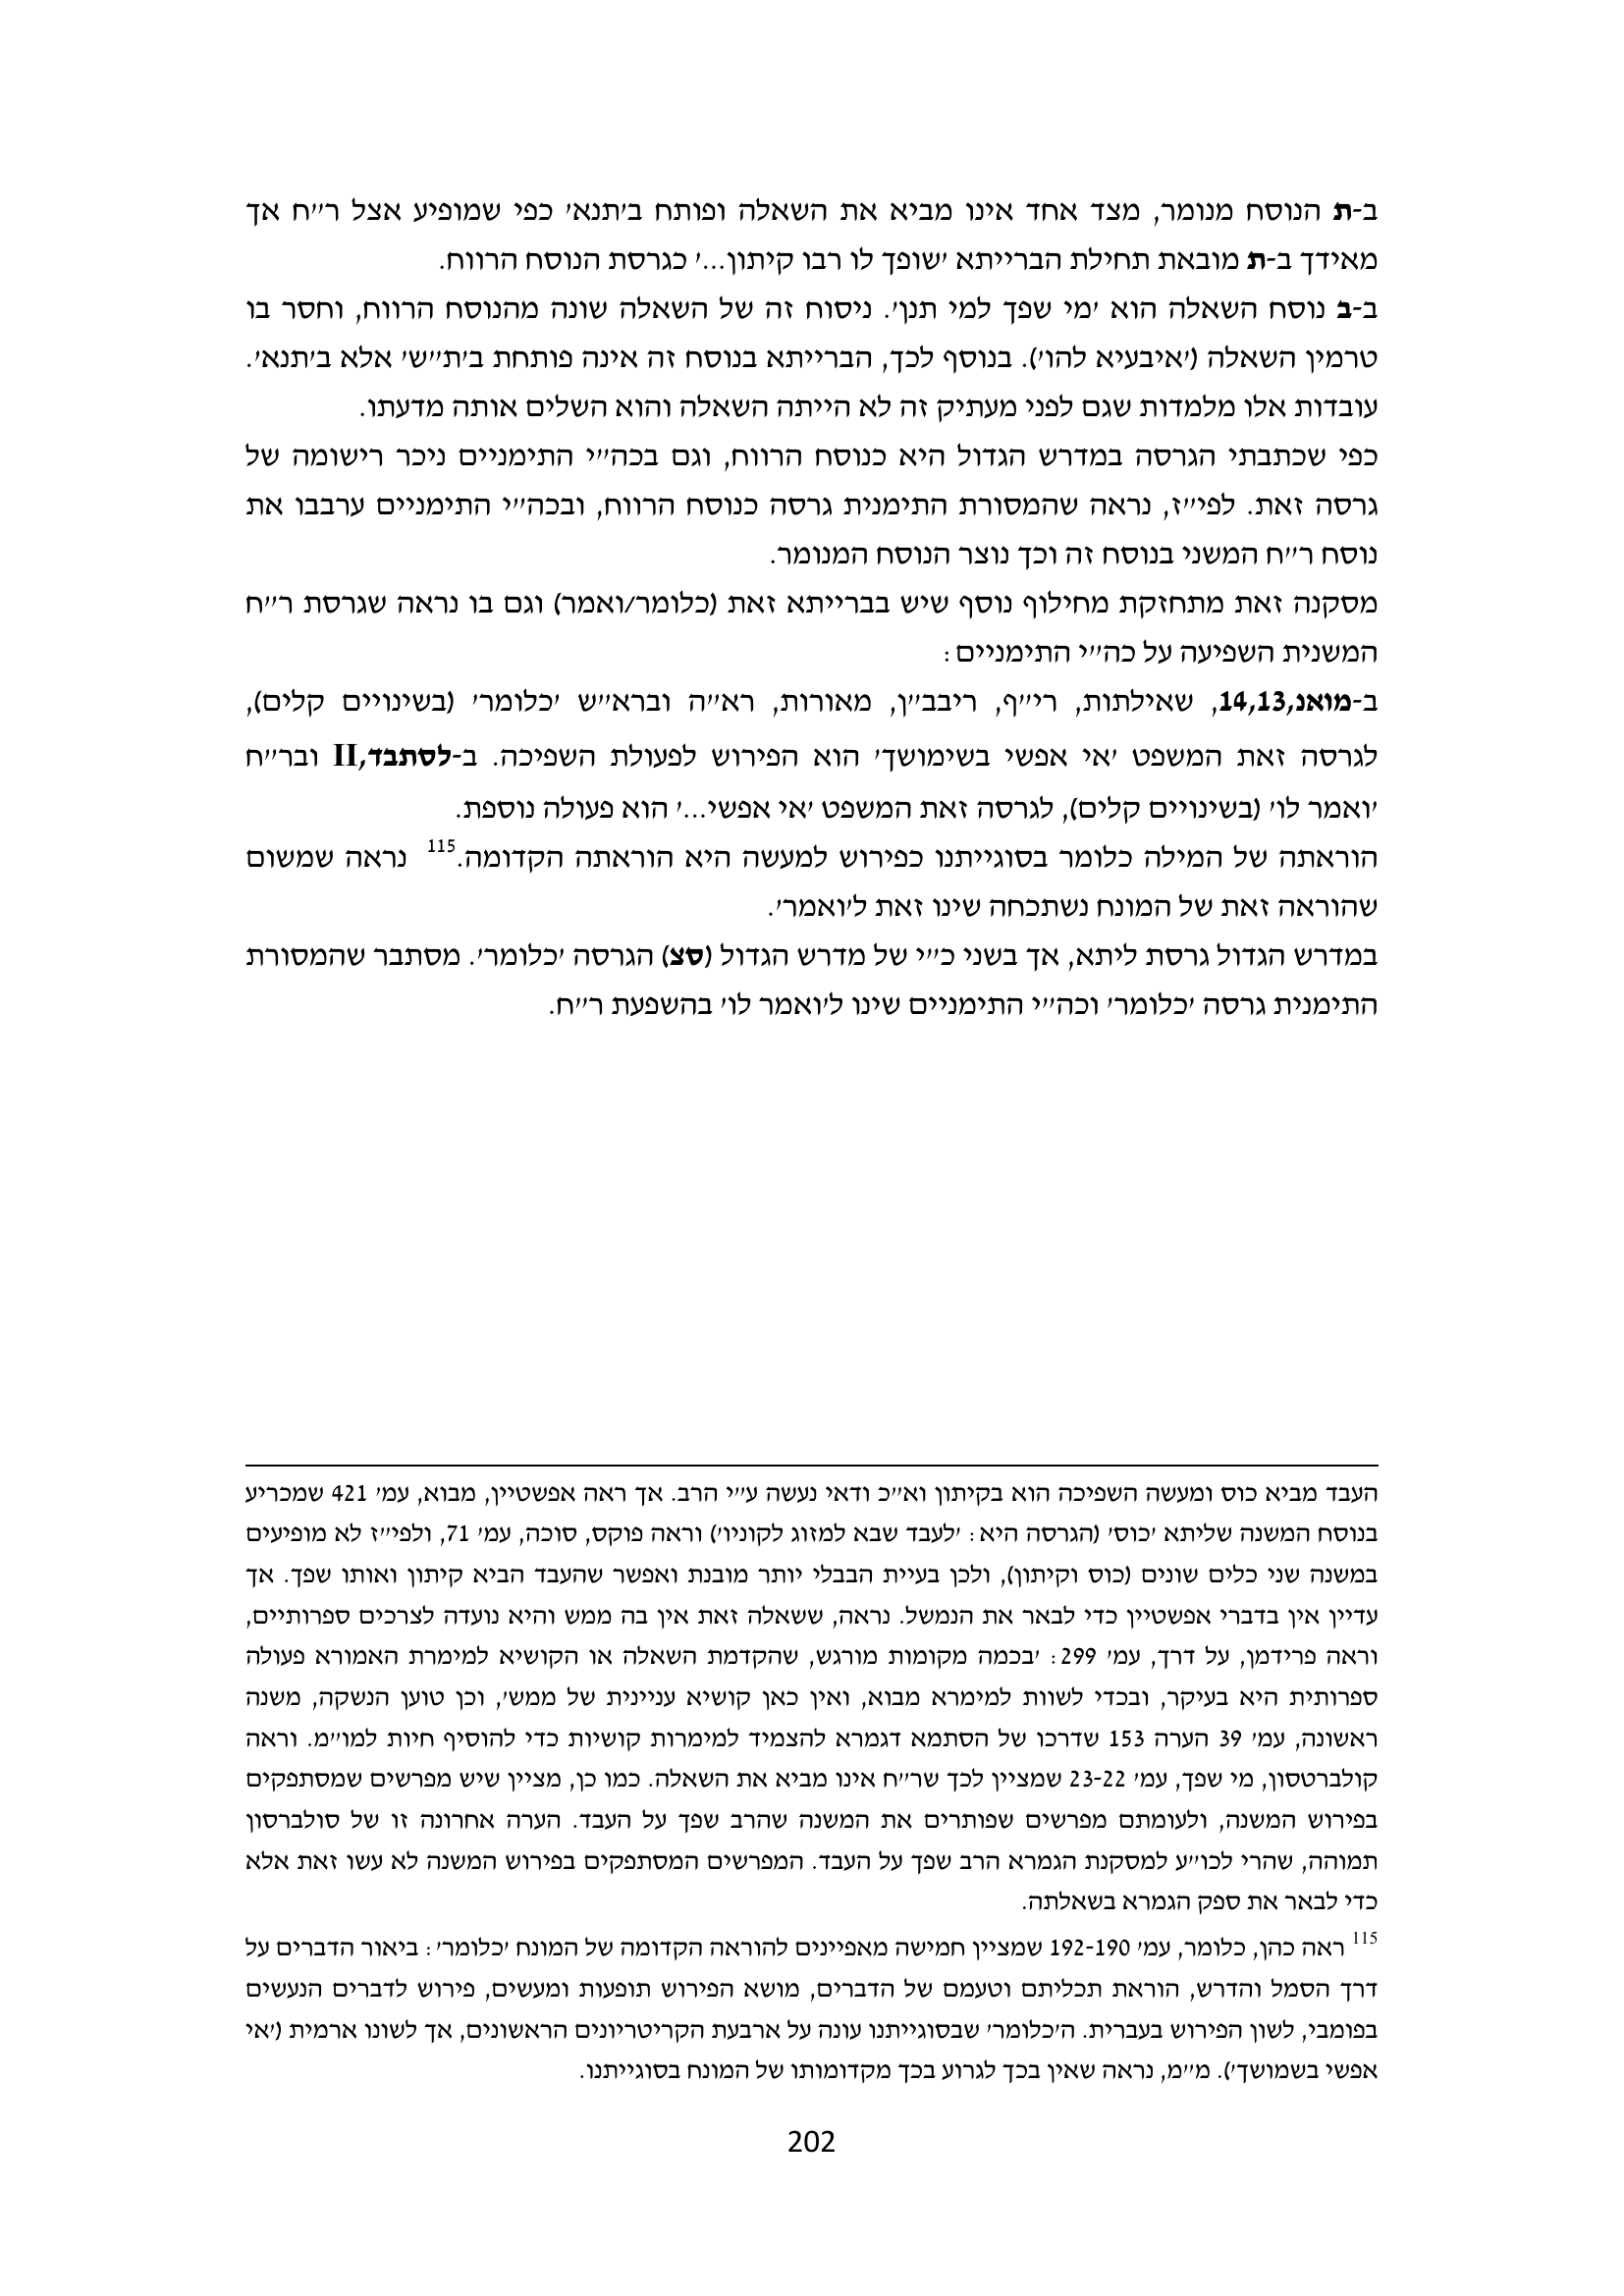 ב-ת הנוסח מנומר, מצד אחד אינו מביא את השאלה ופותח ב'תנא' כפי שמופיע אצל ר"ח אך
מאידך ב-ת מובאת תחילת הברייתא 'שופך לו רבו קיתון...' כגרסת הנוסח הרווח.
ב-ב נוסח השאלה הוא 'מי שפך למי תנן'. ניסוח זה של השאלה שונה מהנוסח הרווח, וחסר בו
טרמין השאלה ('איבעיא להו'). בנוסף לכך, הברייתא בנוסח זה אינה פותחת ב'ת"ש' אלא ב'תנא'.
עובדות אלו מלמדות שגם לפני מעתיק זה לא הייתה השאלה והוא השלים אותה מדעתו.
כפי שכתבתי הגרסה במדרש הגדול היא כנוסח הרווח, וגם בכה"י התימניים ניכר רישומה של
גרסה זאת. לפי"ז, נראה שהמסורת התימנית גרסה כנוסח הרווח, ובכה"י התימניים ערבבו את
נוסח ר"ח המשני בנוסח זה וכך נוצר הנוסח המנומר.
מסקנה זאת מתחזקת מחילוף נוסף שיש בברייתא זאת (כלומר/ואמר) וגם בו נראה שגרסת ר"ח
המשנית השפיעה על כה"י התימניים:
ב-מואנ,14,13, שאילתות, רי"ף, ריבב"ן, מאורות, רא"ה וברא"ש 'כלומר' (בשינויים קלים),
לגרסה זאת המשפט 'אי אפשי בשימושך' הוא הפירוש לפעולת השפיכה. ב-לסתבד,II ובר"ח
'ואמר לו' (בשינויים קלים), לגרסה זאת המשפט 'אי אפשי...' הוא פעולה נוספת.
הוראתה של המילה כלומר בסוגייתנו כפירוש למעשה היא הוראתה הקדומה.115 נראה שמשום
שהוראה זאת של המונח נשתכחה שינו זאת ל'ואמר'.
במדרש הגדול גרסת ליתא, אך בשני כ"י של מדרש הגדול (סצ) הגרסה 'כלומר'. מסתבר שהמסורת
התימנית גרסה 'כלומר' וכה"י התימניים שינו ל'ואמר לו' בהשפעת ר"ח.
העבד מביא כוס ומעשה השפיכה הוא בקיתון וא"כ ודאי נעשה ע"י הרב. אך ראה אפשטיין, מבוא, עמ' 421 שמכריע
בנוסח המשנה שליתא 'כוס' (הגרסה היא: 'לעבד שבא למזוג לקוניו') וראה פוקס, סוכה, עמ' 71, ולפי"ז לא מופיעים
במשנה שני כלים שונים (כוס וקיתון), ולכן בעיית הבבלי יותר מובנת ואפשר שהעבד הביא קיתון ואותו שפך. אך
עדיין אין בדברי אפשטיין כדי לבאר את הנמשל. נראה, ששאלה זאת אין בה ממש והיא נועדה לצרכים ספרותיים,
וראה פרידמן, על דרך, עמ' 299: 'בכמה מקומות מורגש, שהקדמת השאלה או הקושיא למימרת האמורא פעולה
ספרותית היא בעיקר, ובכדי לשוות למימרא מבוא, ואין כאן קושיא עניינית של ממש', וכן טוען הנשקה, משנה
ראשונה, עמ' 39 הערה 153 שדרכו של הסתמא דגמרא להצמיד למימרות קושיות כדי להוסיף חיות למו"מ. וראה
קולברטסון, מי שפך, עמ' 23-22 שמציין לכך שר"ח אינו מביא את השאלה. כמו כן, מציין שיש מפרשים שמסתפקים
בפירוש המשנה, ולעומתם מפרשים שפותרים את המשנה שהרב שפך על העבד. הערה אחרונה זו של סולברסון
תמוהה, שהרי לכו"ע למסקנת הגמרא הרב שפך על העבד. המפרשים המסתפקים בפירוש המשנה לא עשו זאת אלא
כדי לבאר את ספק הגמרא בשאלתה.
115 ראה כהן, כלומר, עמ' 192-190 שמציין חמישה מאפיינים להוראה הקדומה של המונח 'כלומר': ביאור הדברים על
דרך הסמל והדרש, הוראת תכליתם וטעמם של הדברים, מושא הפירוש תופעות ומעשים, פירוש לדברים הנעשים
בפומבי, לשון הפירוש בעברית. ה'כלומר' שבסוגייתנו עונה על ארבעת הקריטריונים הראשונים, אך לשונו ארמית ('אי
אפשי בשמושך'). מ"מ, נראה שאין בכך לגרוע בכך מקדומותו של המונח בסוגייתנו.
202